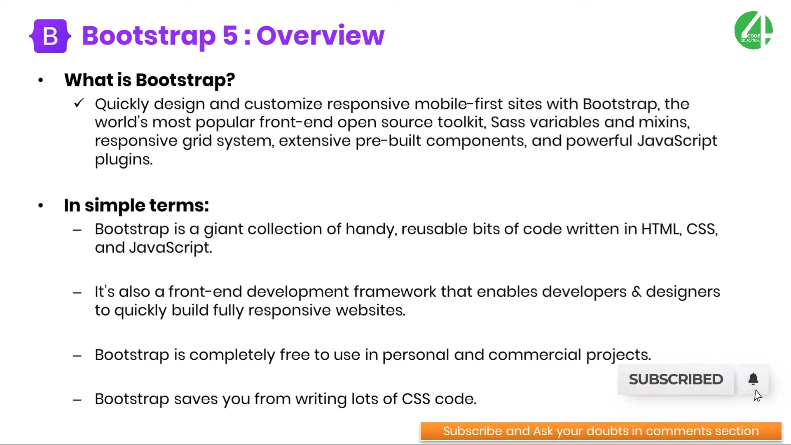 B Bootstrap 5 : Overview
4
CODE
• What is Bootstrap?
✓ Quickly design and customize responsive mobile-first sites with Bootstrap, the
world's most popular front-end open source toolkit, Sass variables and mixins,
responsive grid system, extensive pre-built components, and powerful JavaScript
plugins.
• In simple terms:
– Bootstrap is a giant collection of handy, reusable bits of code written in HTML, CSS,
and JavaScript.
– It's also a front-end development framework that enables developers & designers
to quickly build fully responsive websites.
– Bootstrap is completely free to use in personal and commercial projects.
SUBSCRIBED
– Bootstrap saves you from writing lots of CSS code.
Subscribe and Ask your doubts in comments section